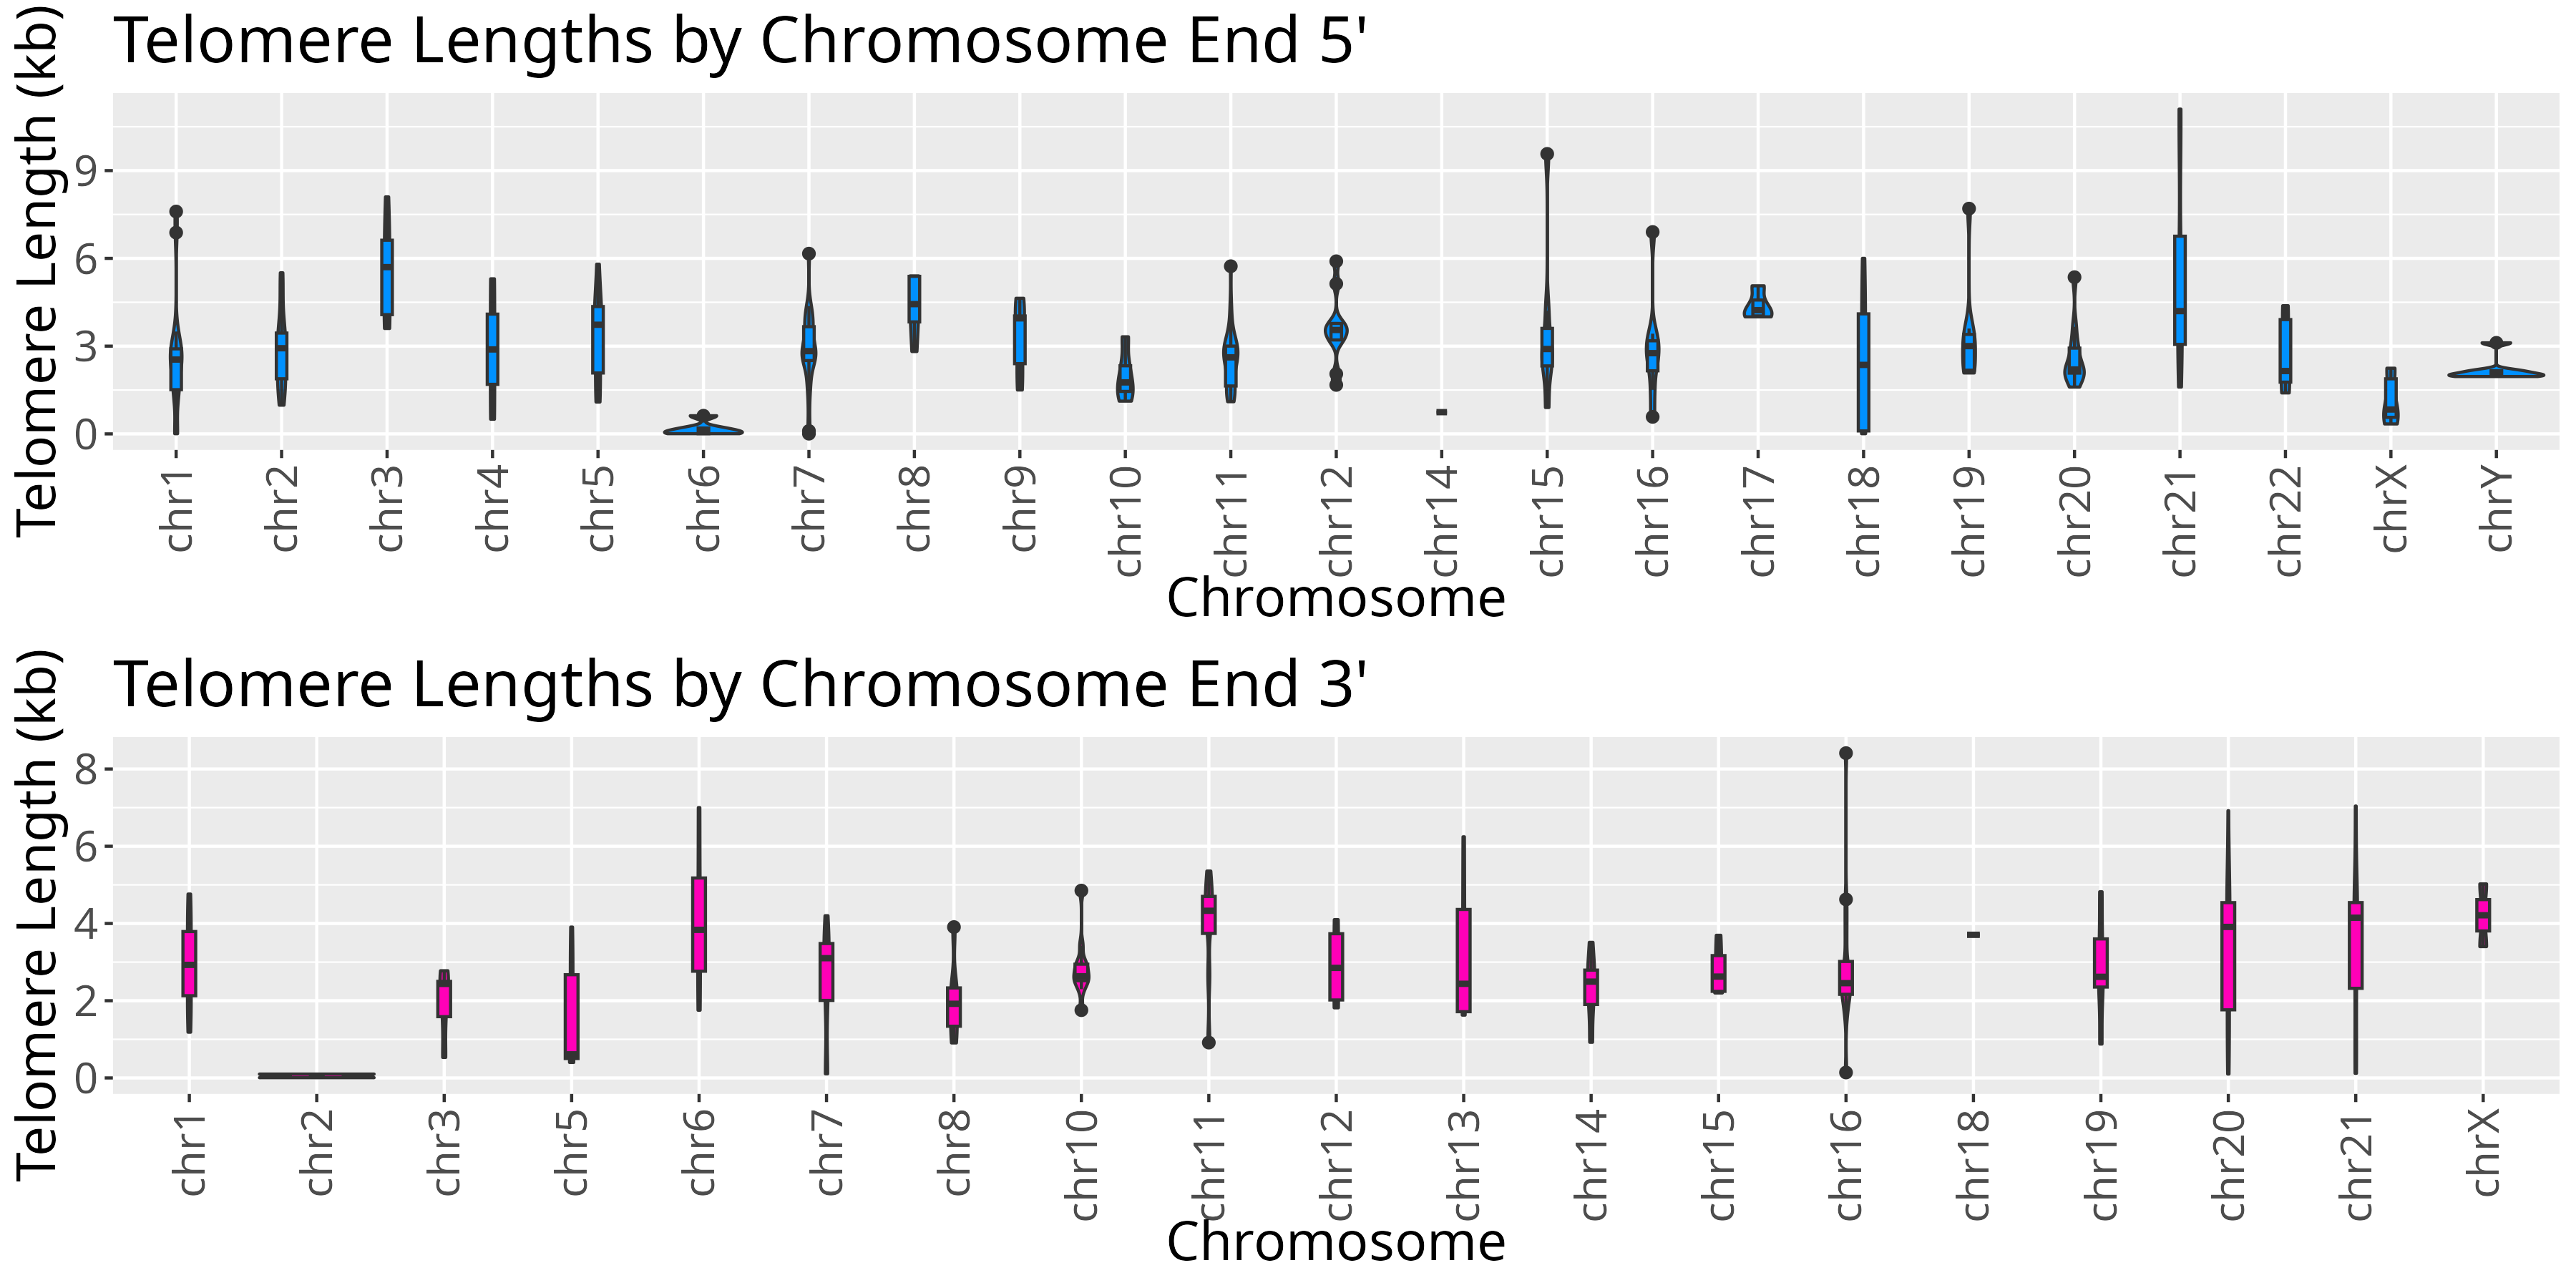 Telomere Lengths by Chromosome End 5'
Telomere Length (kb)
9
6
3
0
chr1 chr2 chr3 chr4 chr5 chr6 chr7 chr8 chr9 chr10 chr11 chr12 chr14 chr15 chr16 chr17 chr18 chr19 chr20 chr21 chr22 chrX chrY
Chromosome
Telomere Lengths by Chromosome End 3'
Telomere Length (kb)
8
6
4
2
0
chr1 chr2 chr3 chr5 chr6 chr7 chr8 chr10 chr11 chr12 chr13 chr14 chr15 chr16 chr18 chr19 chr20 chr21 chrX
Chromosome